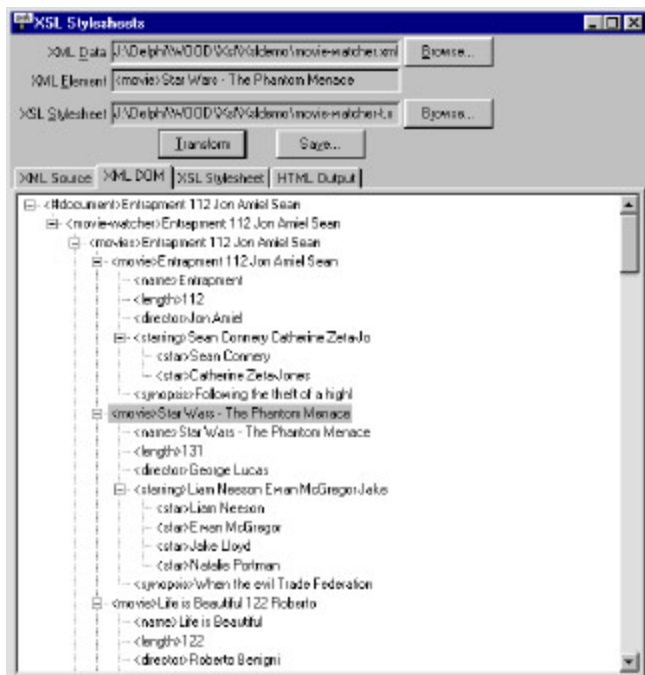 XSL Stylesheets
XML Data J:\Delphi\WOOD\Xsl\Xsldemo\movie-watcher.xml Browse...
XML Element <movie>Star Wars - The Phantom Menace
XSL Stylesheet J:\Delphi\WOOD\Xsl\Xsldemo\movie-watcher-t.x Browse...
Transform Save...
XML Source XML DOM XSL Stylesheet HTML Output
<#document>Entrapment 112 Jon Amiel Sean
<movie-watcher>Entrapment 112 Jon Amiel Sean
<movies>Entrapment 112 Jon Amiel Sean
<movie>Entrapment 112 Jon Amiel Sean
<name>Entrapment
<length>112
<director>Jon Amiel
<starring>Sean Connery Catherine Zeta-Jo
<star>Sean Connery
<star>Catherine Zeta-Jones
<synopsis>Following the theft of a highl
<movie>Star Wars - The Phantom Menace
<name>Star Wars - The Phantom Menace
<length>131
<director>George Lucas
<starring>Liam Neeson Ewan McGregor Jake
<star>Liam Neeson
<star>Ewan McGregor
<star>Jake Lloyd
<star>Natalie Portman
<synopsis>When the evil Trade Federation
<movie>Life is Beautiful 122 Roberto
<name>Life is Beautiful
<length>122
<director>Roberto Benigni